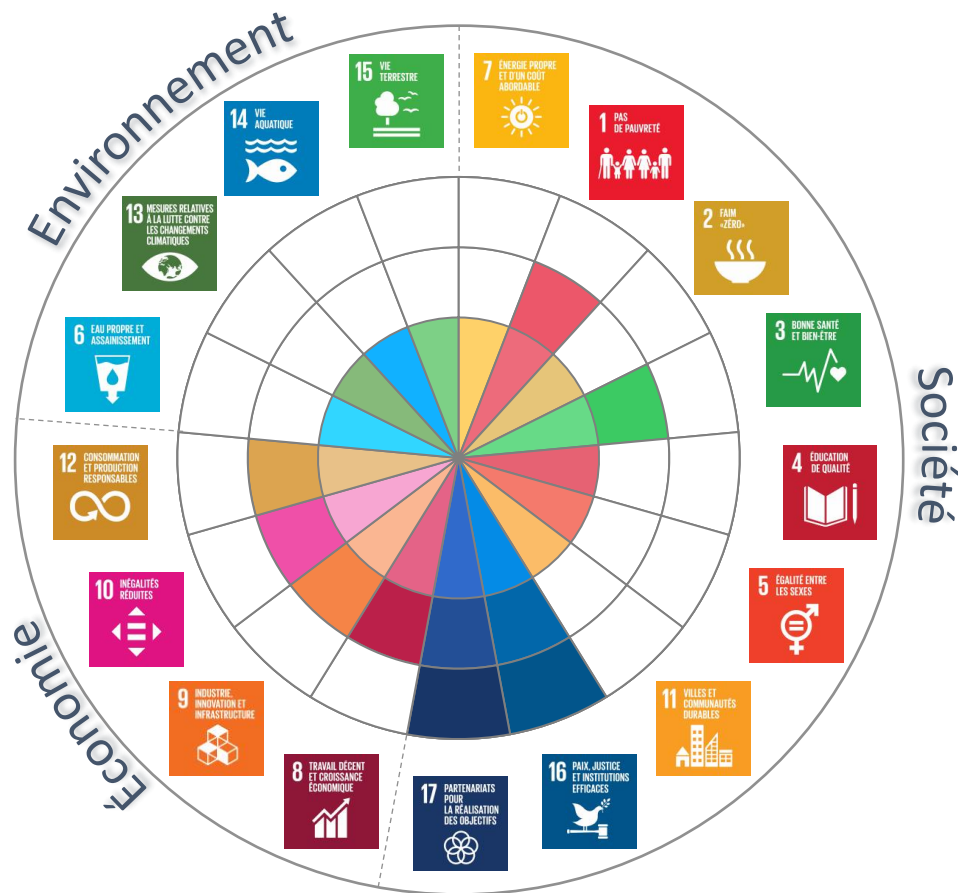 Environnement
15 VIE
TERRESTRE
7 ÉNERGIE PROPRE
ET D'UN COÛT
ABORDABLE
14 VIE
AQUATIQUE
1 PAS
DE PAUVRETÉ
13 MESURES RELATIVES
À LA LUTTE CONTRE
LES CHANGEMENTS
CLIMATIQUES
2 FAIM
«ZÉRO»
6 EAU PROPRE ET
ASSAINISSEMENT
3 BONNE SANTÉ
ET BIEN-ÊTRE
Société
12 CONSOMMATION
ET PRODUCTION
RESPONSABLES
4 ÉDUCATION
DE QUALITÉ
10 INÉGALITÉS
RÉDUITES
5 ÉGALITÉ ENTRE
LES SEXES
Économie
9 INDUSTRIE,
INNOVATION ET
INFRASTRUCTURE
11 VILLES ET
COMMUNAUTÉS
DURABLES
8 TRAVAIL DÉCENT
ET CROISSANCE
ÉCONOMIQUE
17 PARTENARIATS
POUR
LA RÉALISATION
DES OBJECTIFS
16 PAIX, JUSTICE
ET INSTITUTIONS
EFFICACES